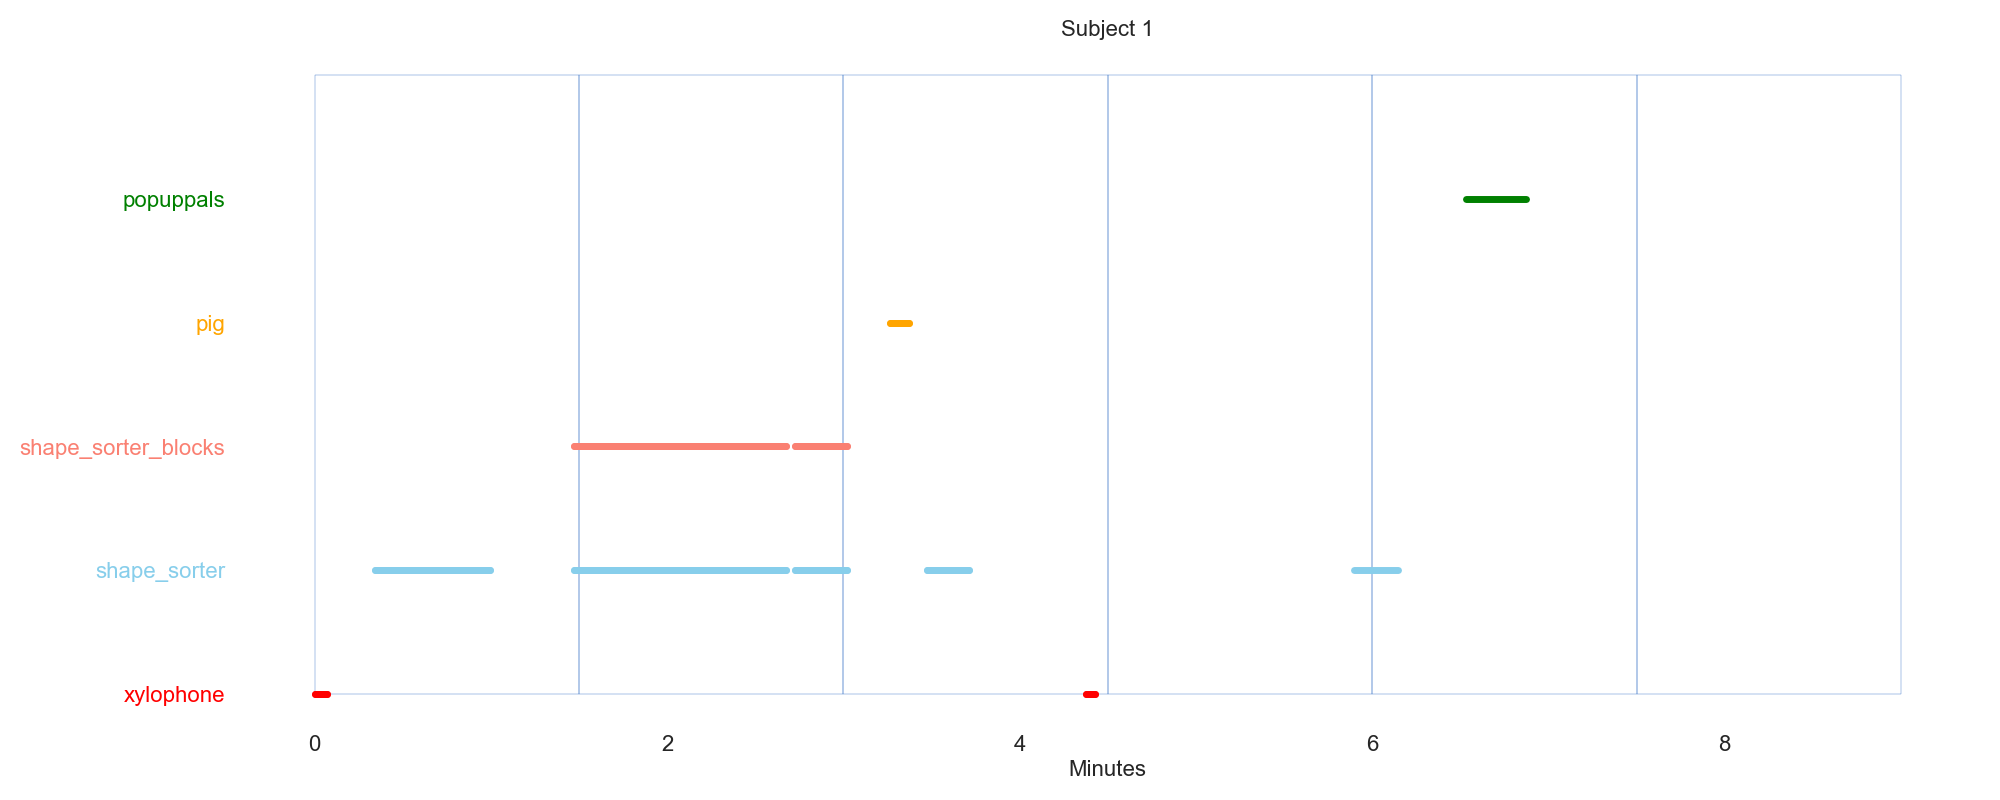 Subject 1
popuppals
pig
shape_sorter_blocks
shape_sorter
xylophone
0 2 4 6 8
Minutes